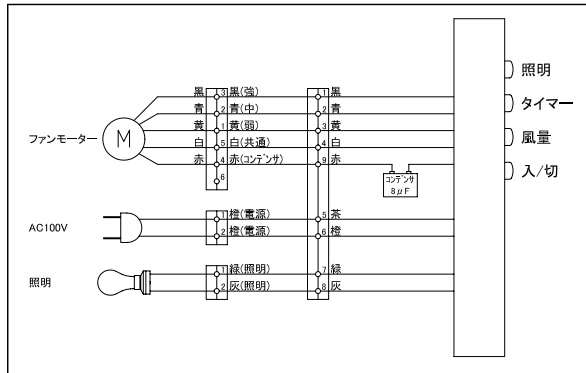 黒 3 黒(強) 1 黒 照明
青 2 青(中) 2 青 タイマー
黄 1 黄(弱) 3 黄 風量
ファンモーター M 白 5 白(共通) 4 白
赤 4 赤(コンデンサ) 9 赤 入/切
6
コンデンサ
8μF
AC100V 1 橙(電源) 5 茶
2 橙(電源) 6 橙
照明 1 緑(照明) 7 緑
2 灰(照明) 8 灰